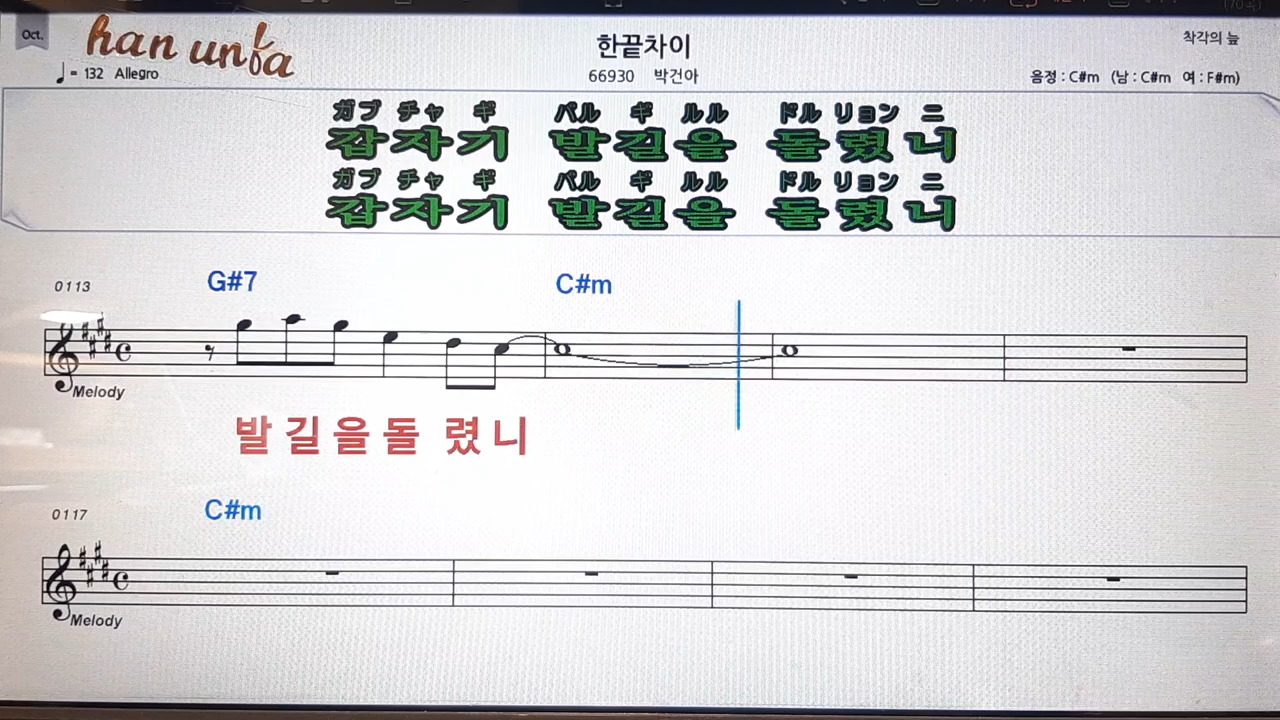 Oct.
han unfa
한끝차이
착각의 늪
♩= 132 Allegro
66930 박건아
음정 : C#m (남 : C#m 여 : F#m)
ガプ チャ ギ バル ギ ルル ドル リョン ニ
갑자기 발길을 돌렸니
ガプ チャ ギ バル ギ ルル ドル リョン ニ
갑자기 발길을 돌렸니
0113 G#7 C#m
Melody
발 길 을 돌 렸 니
0117 C#m
Melody